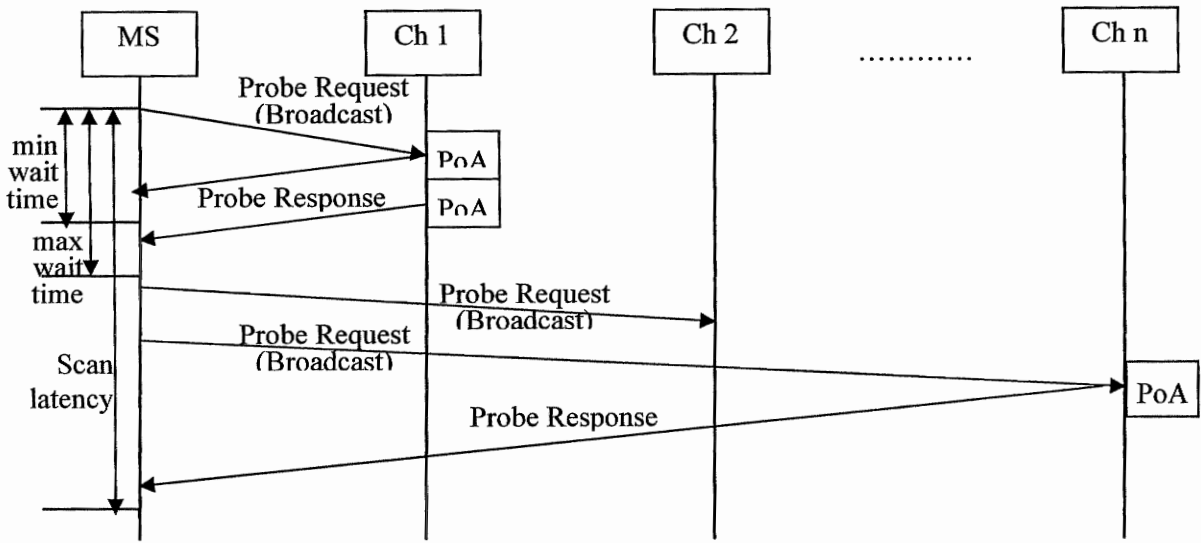 MS
Ch 1
Ch 2
............
Ch n
Probe Request
(Broadcast)
min
wait
time
PoA
Probe Response
PoA
max
wait
time
Probe Request
(Broadcast)
Probe Request
(Broadcast)
Scan
latency
PoA
Probe Response